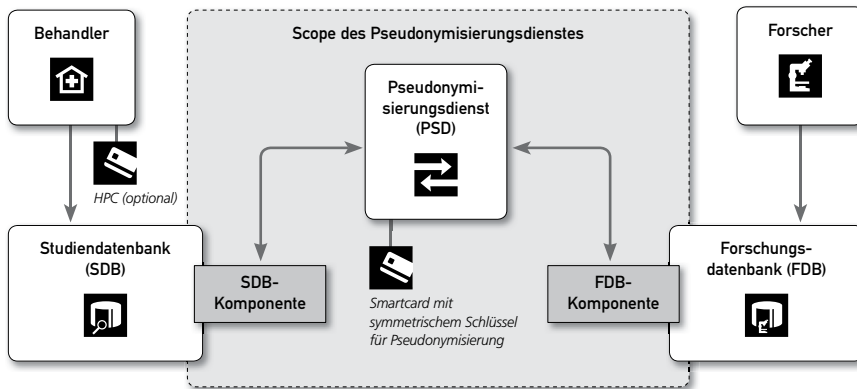 Behandler
HPC (optional)
Studiendatenbank
(SDB)
Scope des Pseudonymisierungsdienstes
Pseudonymi-
sierungsdienst
(PSD)
SDB-
Komponente
Smartcard mit
symmetrischem Schlüssel
für Pseudonymisierung
FDB-
Komponente
Forscher
Forschungs-
datenbank (FDB)